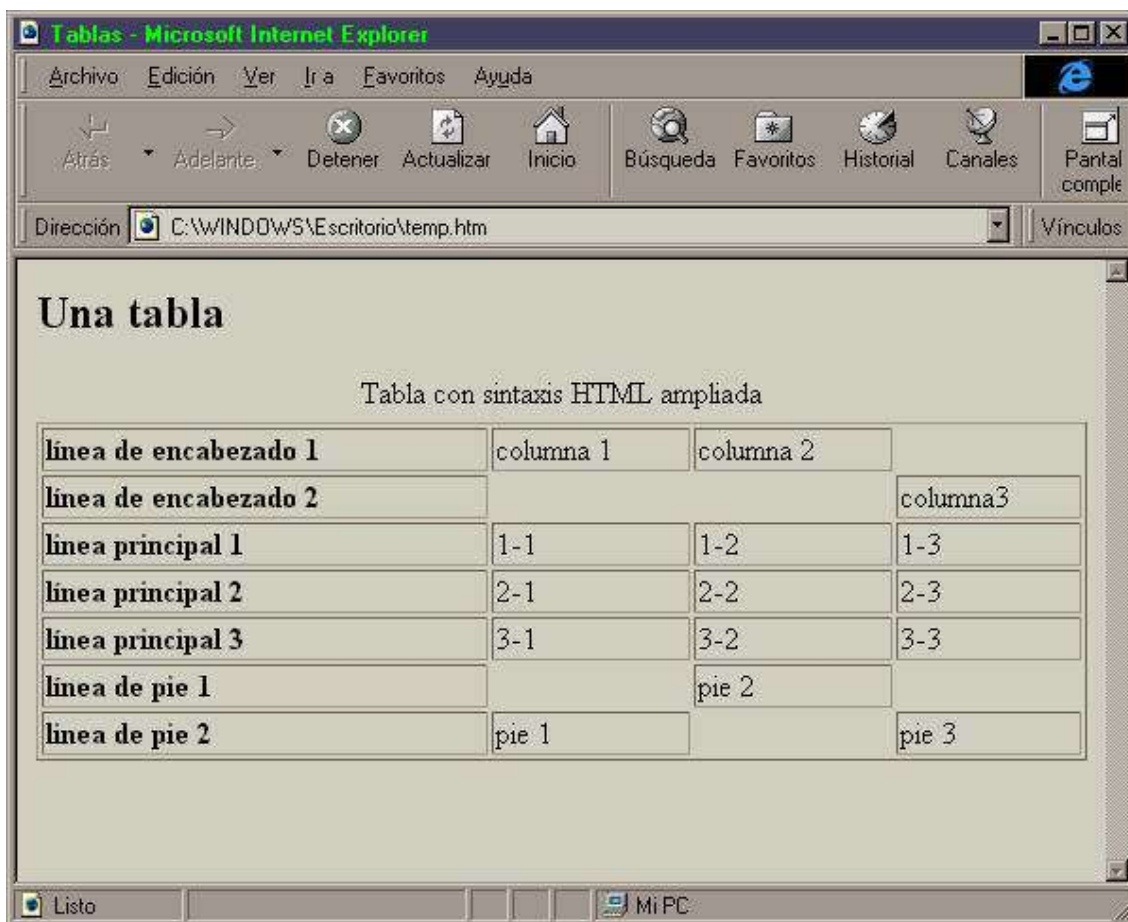 Tablas - Microsoft Internet Explorer
Archivo Edición Ver Ir a Favoritos Ayuda
Atrás Adelante Detener Actualizar Inicio Búsqueda Favoritos Historial Canales Pantal
comple
Dirección C:\WINDOWS\Escritorio\temp.htm Vínculos
Una tabla
Tabla con sintaxis HTML ampliada
línea de encabezado 1 columna 1 columna 2
línea de encabezado 2 columna3
linea principal 1 1-1 1-2 1-3
línea principal 2 2-1 2-2 2-3
línea principal 3 3-1 3-2 3-3
línea de pie 1 pie 2
linea de pie 2 pie 1 pie 3
Listo Mi PC